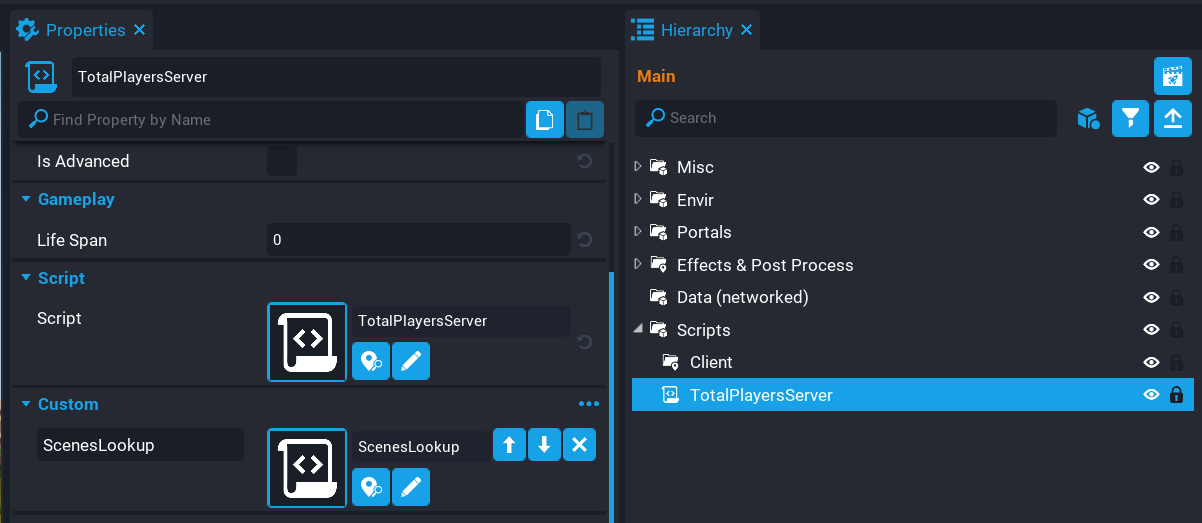 Properties
TotalPlayersServer
Find Property by Name
Is Advanced
Gameplay
Life Span
0
Script
Script
TotalPlayersServer
Custom
ScenesLookup
ScenesLookup
Hierarchy
Main
Search
Misc
Envir
Portals
Effects & Post Process
Data (networked)
Scripts
Client
TotalPlayersServer